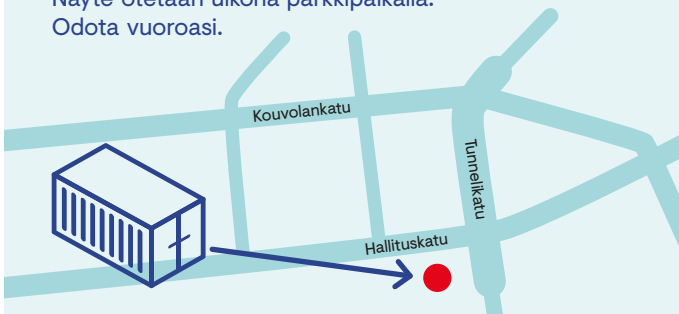 Näyte otetaan ulkona parkkipaikalla.
Odota vuoroasi.
Kouvolankatu
Tunnelikatu
Hallituskatu